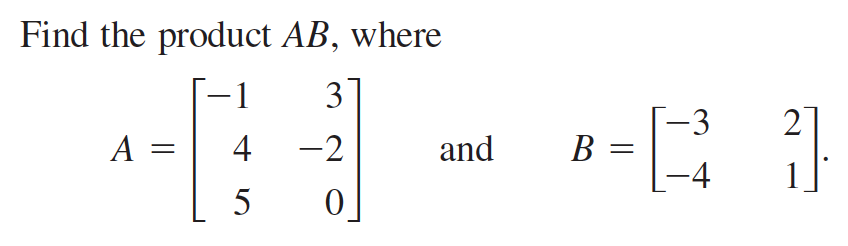 Find the product AB, where
A = [−1 3; 4 −2; 5 0] and B = [−3 2; −4 1].